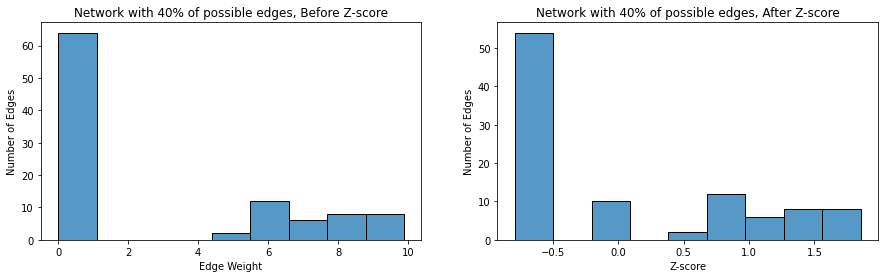 Network with 40% of possible edges, Before Z-score
Number of Edges
60
50
40
30
20
10
0
0 2 4 6 8 10
Edge Weight
Network with 40% of possible edges, After Z-score
Number of Edges
50
40
30
20
10
0
−0.5 0.0 0.5 1.0 1.5
Z-score